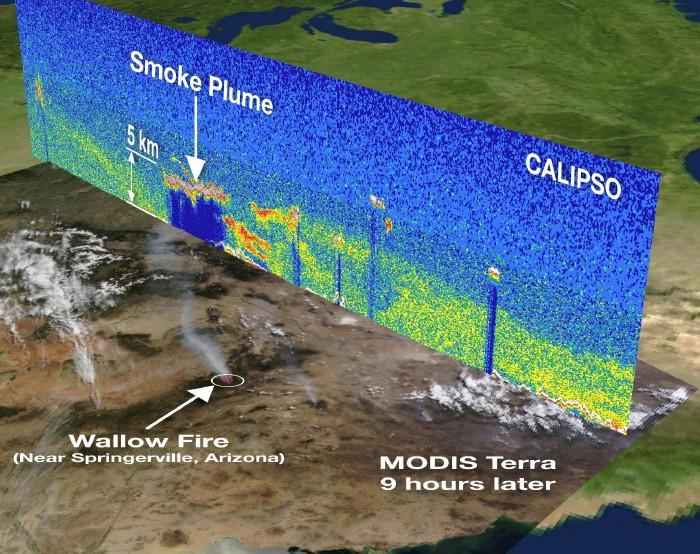 Smoke Plume
5 km
CALIPSO
Wallow Fire
(Near Springerville, Arizona)
MODIS Terra
9 hours later